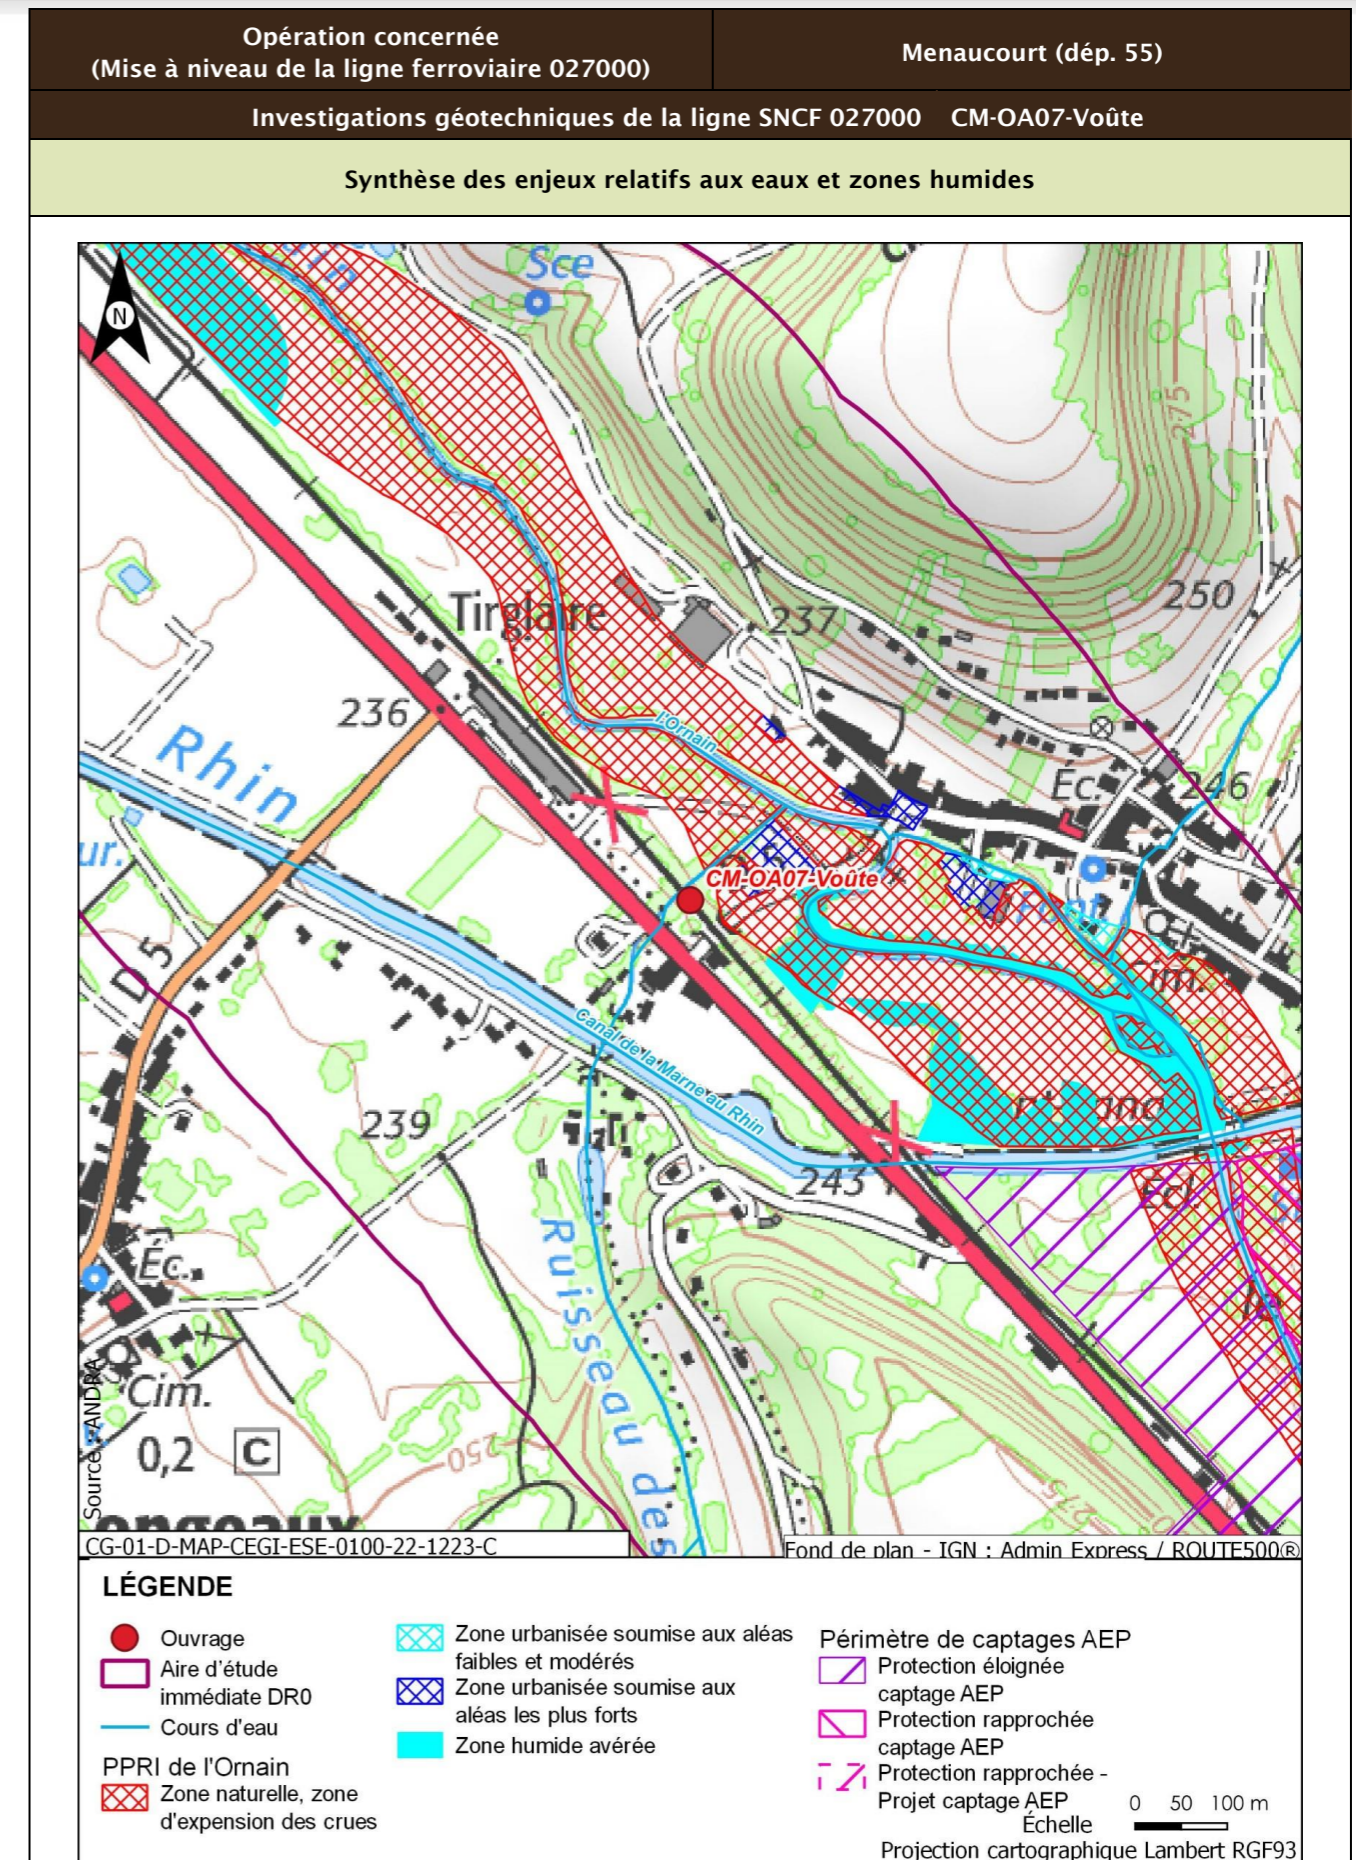 Opération concernée
(Mise à niveau de la ligne ferroviaire 027000)
Menaucourt (dép. 55)
Investigations géotechniques de la ligne SNCF 027000 CM-OA07-Voûte
Synthèse des enjeux relatifs aux eaux et zones humides
Sce
N
275
250
Tirglaire
237
236
l'Ornain
Rhin
Éc.
246
ur.
CM-OA07-Voûte
Font.
Cim.
D 5
Canal de la Marne au Rhin
239
243
Écl.
Ruisseau des
Éc.
Cim.
0,2 C
250
275
Source : ANDRA
CG-01-D-MAP-CEGI-ESE-0100-22-1223-C
Fond de plan - IGN : Admin Express / ROUTE500®
LÉGENDE
Ouvrage
Aire d'étude
immédiate DR0
Cours d'eau
PPRI de l'Ornain
Zone naturelle, zone
d'expension des crues
Zone urbanisée soumise aux aléas
faibles et modérés
Zone urbanisée soumise aux
aléas les plus forts
Zone humide avérée
Périmètre de captages AEP
Protection éloignée
captage AEP
Protection rapprochée
captage AEP
Protection rapprochée -
Projet captage AEP
0 50 100 m
Échelle
Projection cartographique Lambert RGF93